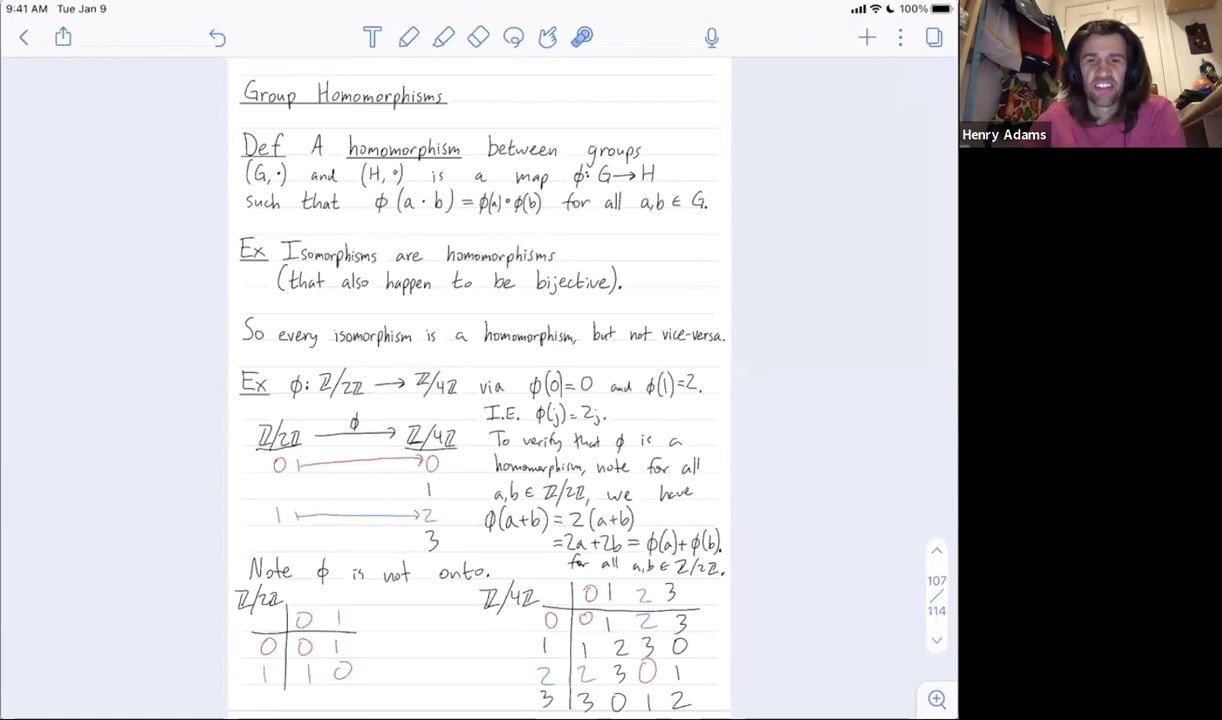 9:41 AM Tue Jan 9
100%
Group Homomorphisms
Def A homomorphism between groups
(G,·) and (H,∘) is a map ϕ: G→H
such that ϕ(a·b) = ϕ(a)∘ϕ(b) for all a,b ∈ G.
Ex Isomorphisms are homomorphisms
(that also happen to be bijective).
So every isomorphism is a homomorphism, but not vice-versa.
Ex ϕ: ℤ/2ℤ → ℤ/4ℤ via ϕ(0)=0 and ϕ(1)=2.
I.E. ϕ(j)=2j.
ℤ/2ℤ ϕ→ ℤ/4ℤ
0 ↦ 0
1
1 ↦ 2
3
To verify that ϕ is a
homomorphism, note for all
a,b ∈ ℤ/2ℤ, we have
ϕ(a+b) = 2(a+b)
=2a+2b = ϕ(a)+ϕ(b).
for all a,b ∈ ℤ/2ℤ.
Note ϕ is not onto.
ℤ/2ℤ
0 1
0 0 1
1 1 0
ℤ/4ℤ 0 1 2 3
0 0 1 2 3
1 1 2 3 0
2 2 3 0 1
3 3 0 1 2
107
/
114
Henry Adams